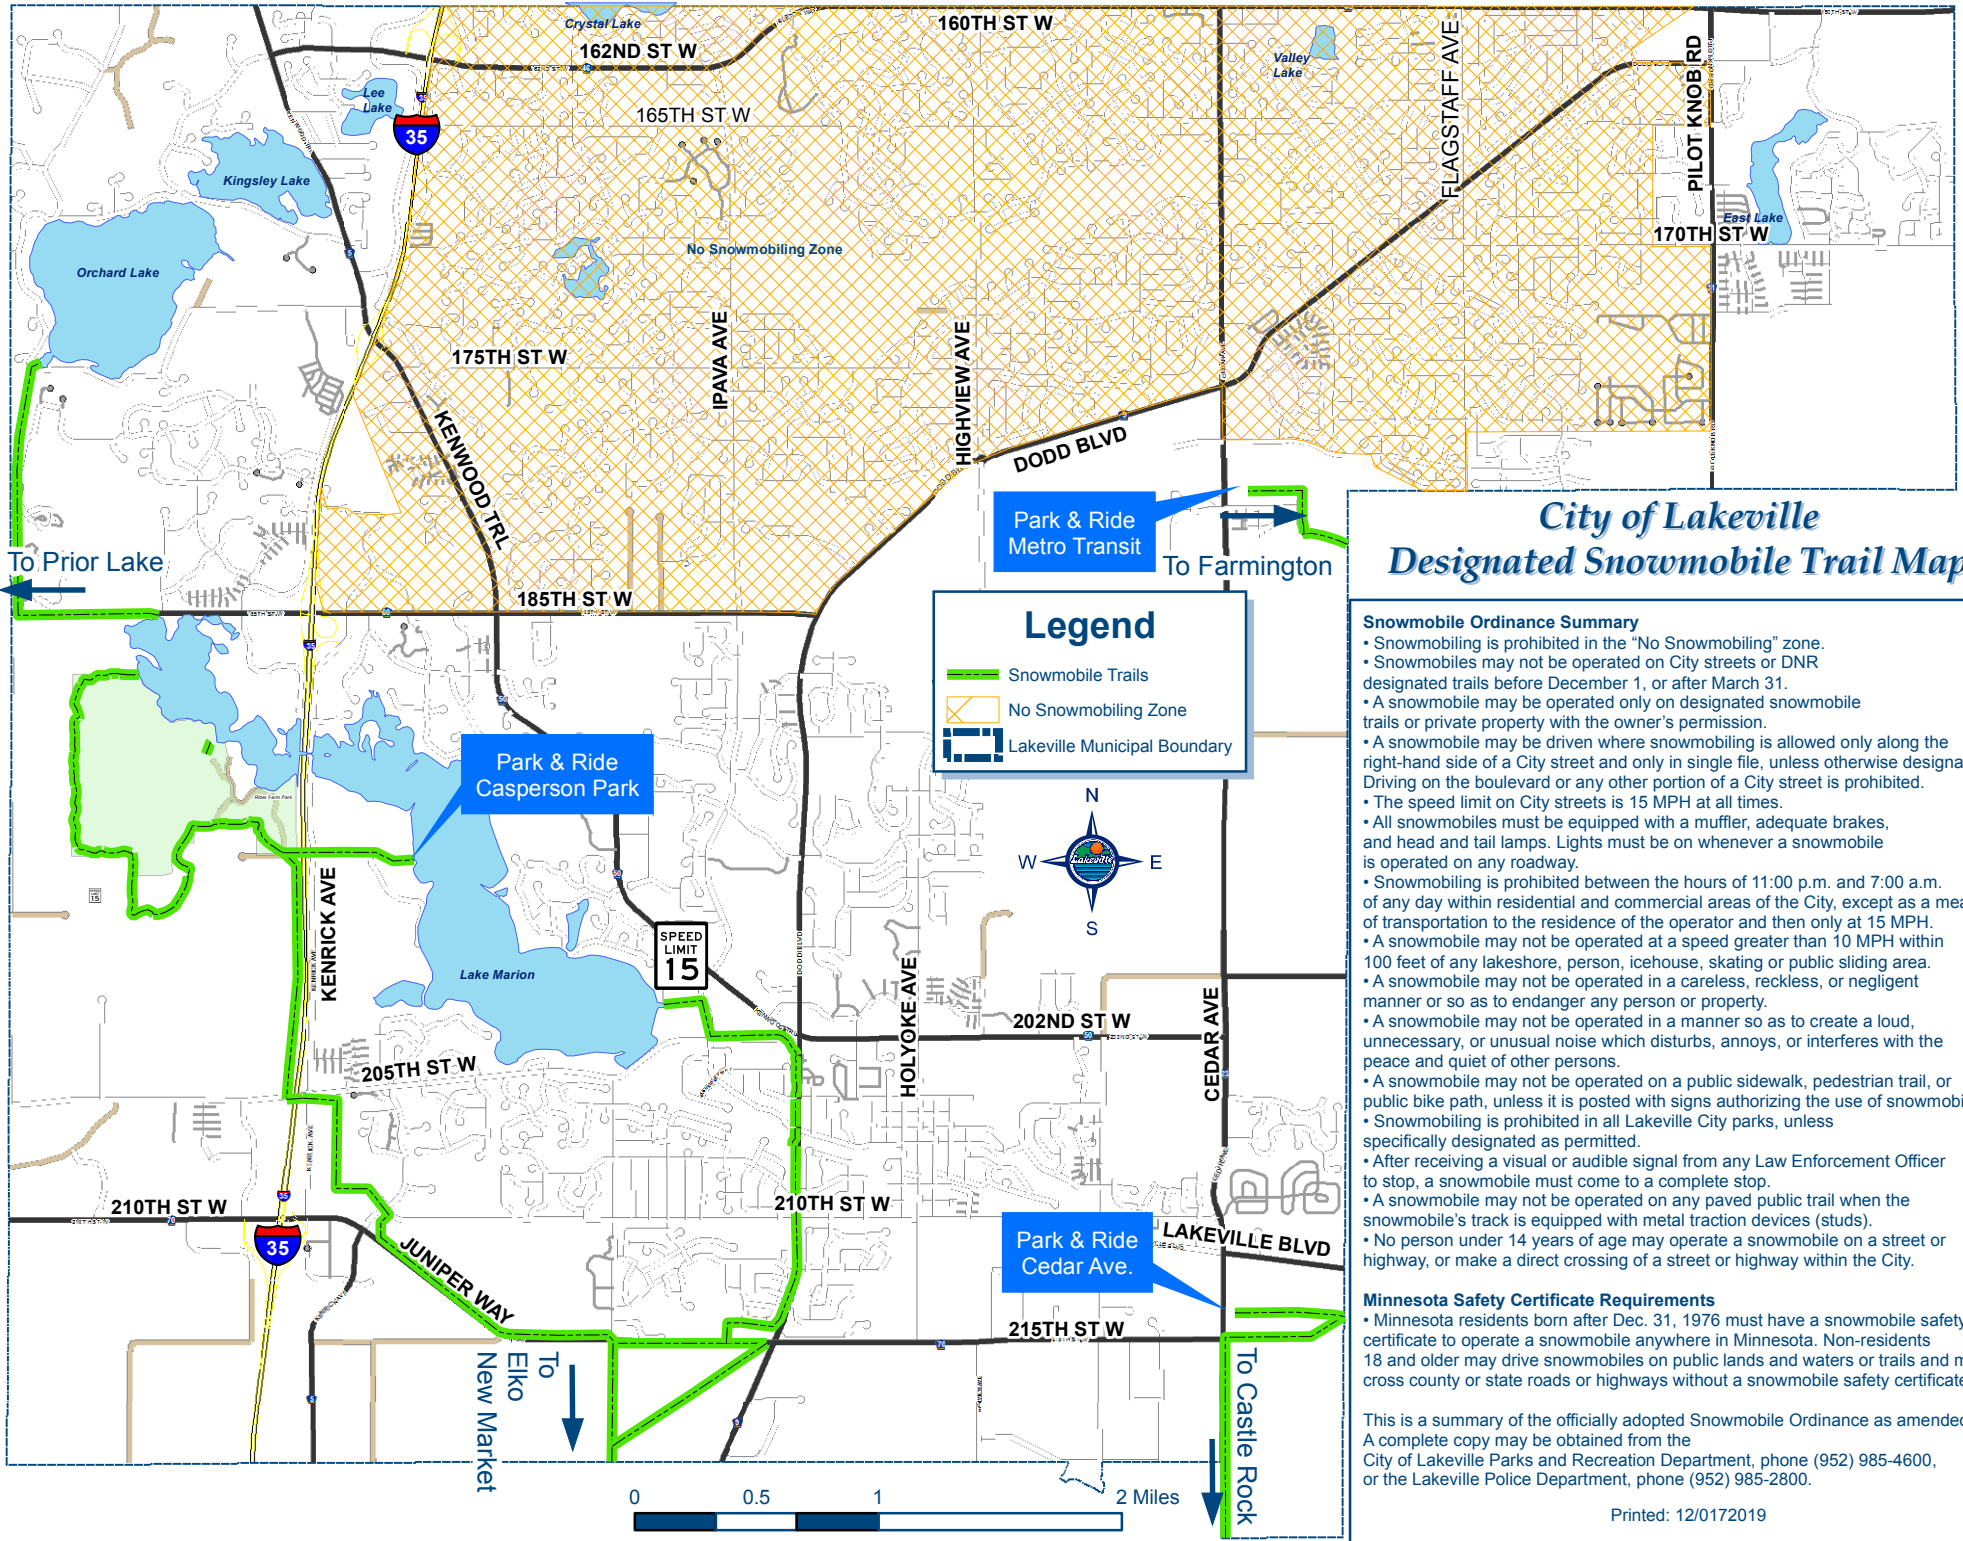 Crystal Lake
160TH ST W
162ND ST W
Valley
Lake
FLAGSTAFF AVE
PILOT KNOB RD
Lee
Lake
165TH ST W
35
Kingsley Lake
East Lake
170TH ST W
No Snowmobiling Zone
Orchard Lake
175TH ST W
IPAVA AVE
HIGHVIEW AVE
KENWOOD TRL
DODD BLVD
Park & Ride
Metro Transit
To Farmington
To Prior Lake
185TH ST W
City of Lakeville
Designated Snowmobile Trail Map
Legend
Snowmobile Trails
No Snowmobiling Zone
Lakeville Municipal Boundary
Park & Ride
Casperson Park
N
W
Lakeville
E
S
Ritter Farm Park
KENRICK AVE
KENRICK AVE
DODD BLVD
SPEED
LIMIT
15
Lake Marion
HOLYOKE AVE
202ND ST W
CEDAR AVE
205TH ST W
KENRICK AVE
210TH ST W
210TH ST W
35
35
LAKEVILLE BLVD
Park & Ride
Cedar Ave.
JUNIPER WAY
215TH ST W
To
Elko
New Market
To Castle Rock
0
0.5
1
2 Miles
Snowmobile Ordinance Summary
• Snowmobiling is prohibited in the “No Snowmobiling” zone.
• Snowmobiles may not be operated on City streets or DNR
designated trails before December 1, or after March 31.
• A snowmobile may be operated only on designated snowmobile
trails or private property with the owner’s permission.
• A snowmobile may be driven where snowmobiling is allowed only along the
right-hand side of a City street and only in single file, unless otherwise designa
Driving on the boulevard or any other portion of a City street is prohibited.
• The speed limit on City streets is 15 MPH at all times.
• All snowmobiles must be equipped with a muffler, adequate brakes,
and head and tail lamps. Lights must be on whenever a snowmobile
is operated on any roadway.
• Snowmobiling is prohibited between the hours of 11:00 p.m. and 7:00 a.m.
of any day within residential and commercial areas of the City, except as a mea
of transportation to the residence of the operator and then only at 15 MPH.
• A snowmobile may not be operated at a speed greater than 10 MPH within
100 feet of any lakeshore, person, icehouse, skating or public sliding area.
• A snowmobile may not be operated in a careless, reckless, or negligent
manner or so as to endanger any person or property.
• A snowmobile may not be operated in a manner so as to create a loud,
unnecessary, or unusual noise which disturbs, annoys, or interferes with the
peace and quiet of other persons.
• A snowmobile may not be operated on a public sidewalk, pedestrian trail, or
public bike path, unless it is posted with signs authorizing the use of snowmobi
• Snowmobiling is prohibited in all Lakeville City parks, unless
specifically designated as permitted.
• After receiving a visual or audible signal from any Law Enforcement Officer
to stop, a snowmobile must come to a complete stop.
• A snowmobile may not be operated on any paved public trail when the
snowmobile’s track is equipped with metal traction devices (studs).
• No person under 14 years of age may operate a snowmobile on a street or
highway, or make a direct crossing of a street or highway within the City.
Minnesota Safety Certificate Requirements
• Minnesota residents born after Dec. 31, 1976 must have a snowmobile safety
certificate to operate a snowmobile anywhere in Minnesota. Non-residents
18 and older may drive snowmobiles on public lands and waters or trails and m
cross county or state roads or highways without a snowmobile safety certificate
This is a summary of the officially adopted Snowmobile Ordinance as amended
A complete copy may be obtained from the
City of Lakeville Parks and Recreation Department, phone (952) 985-4600,
or the Lakeville Police Department, phone (952) 985-2800.
Printed: 12/0172019